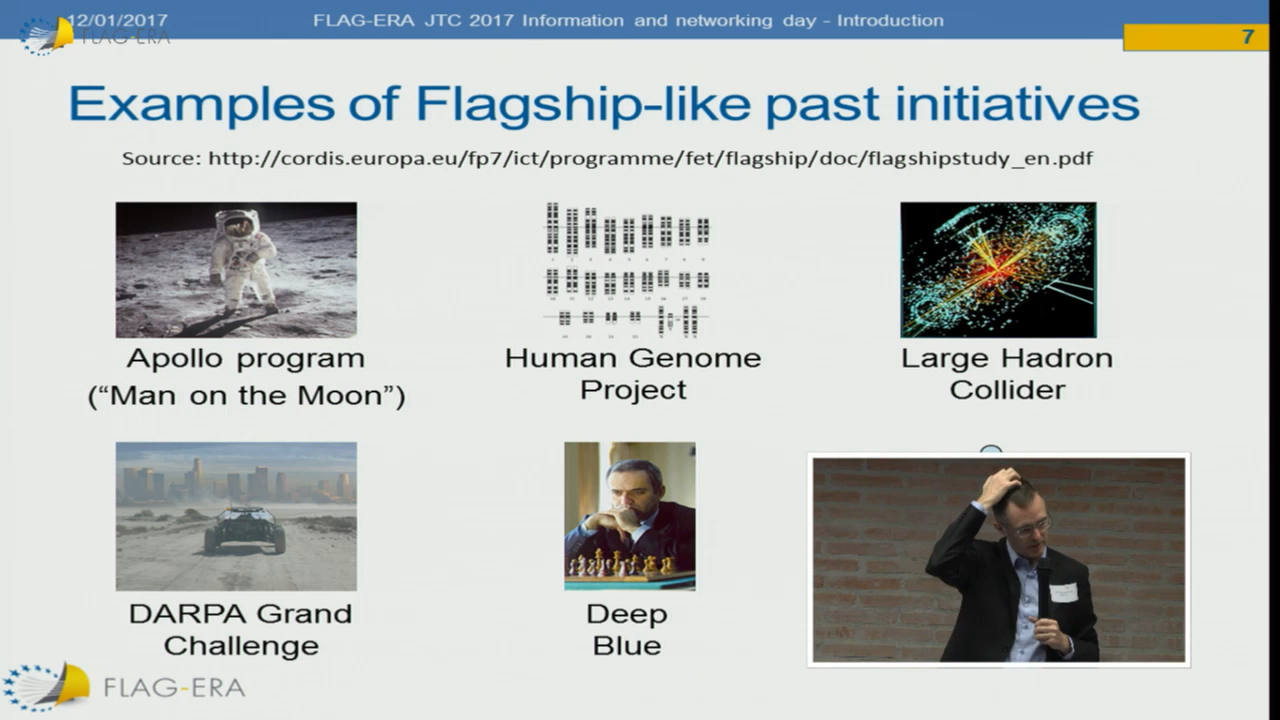 12/01/2017
FLAG-ERA JTC 2017 Information and networking day - Introduction
FLAG-ERA
7
Examples of Flagship-like past initiatives
Source: http://cordis.europa.eu/fp7/ict/programme/fet/flagship/doc/flagshipstudy_en.pdf
Apollo program
(“Man on the Moon”)
Human Genome
Project
Large Hadron
Collider
DARPA Grand
Challenge
Deep
Blue
FLAG-ERA